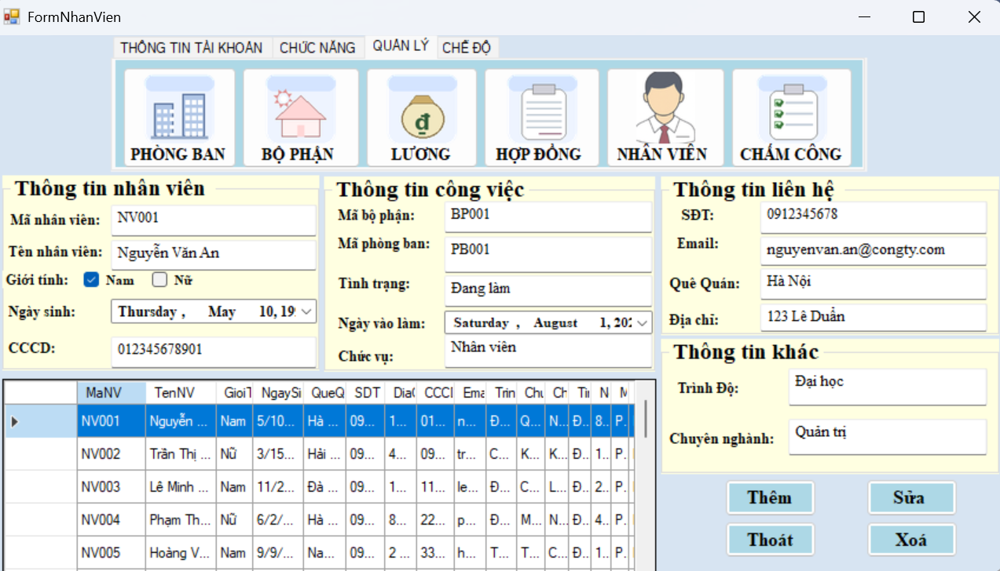 FormNhanVien
THÔNG TIN TÀI KHOẢN CHỨC NĂNG QUẢN LÝ CHẾ ĐỘ
đ
PHÒNG BAN BỘ PHẬN LƯƠNG HỢP ĐỒNG NHÂN VIÊN CHẤM CÔNG
Thông tin nhân viên
Mã nhân viên: NV001
Tên nhân viên: Nguyễn Văn An
Giới tính: Nam Nữ
Ngày sinh: Thursday , May 10, 19
CCCD: 012345678901
Thông tin công việc
Mã bộ phận: BP001
Mã phòng ban: PB001
Tình trạng: Đang làm
Ngày vào làm: Saturday , August 1, 202
Chức vụ: Nhân viên
Thông tin liên hệ
SĐT: 0912345678
Email: nguyenvan.an@congty.com
Quê Quán: Hà Nội
Địa chỉ: 123 Lê Duẩn
Thông tin khác
Trình Độ: Đại học
Chuyên nghành: Quản trị
MaNV TenNV GioiT NgaySi QueQ SDT Dia CCCI Ema Trin Chu Ch Tir N M
NV001 Nguyễn ... Nam 5/10... Hà ... 09... 1... 01... n... Đ... Q... N... Đ... 8... P.
NV002 Trần Thị ... Nữ 3/15... Hải ... 09... 4... 09... tr... C... K... K... Đ... 1... P.
NV003 Lê Minh ... Nam 11/2... Đà ... 09... 1... 11... le... Đ... C... L... Đ... 2... P.
NV004 Phạm Th... Nữ 6/2/... Hà ... 09... 8... 22... p... Đ... M... N... Đ... 4... P.
NV005 Hoàng V... Nam 9/9/... Na... 09... 2 ... 33... h... T... T... C... Đ... 1... P.
Thêm Sửa
Thoát Xoá